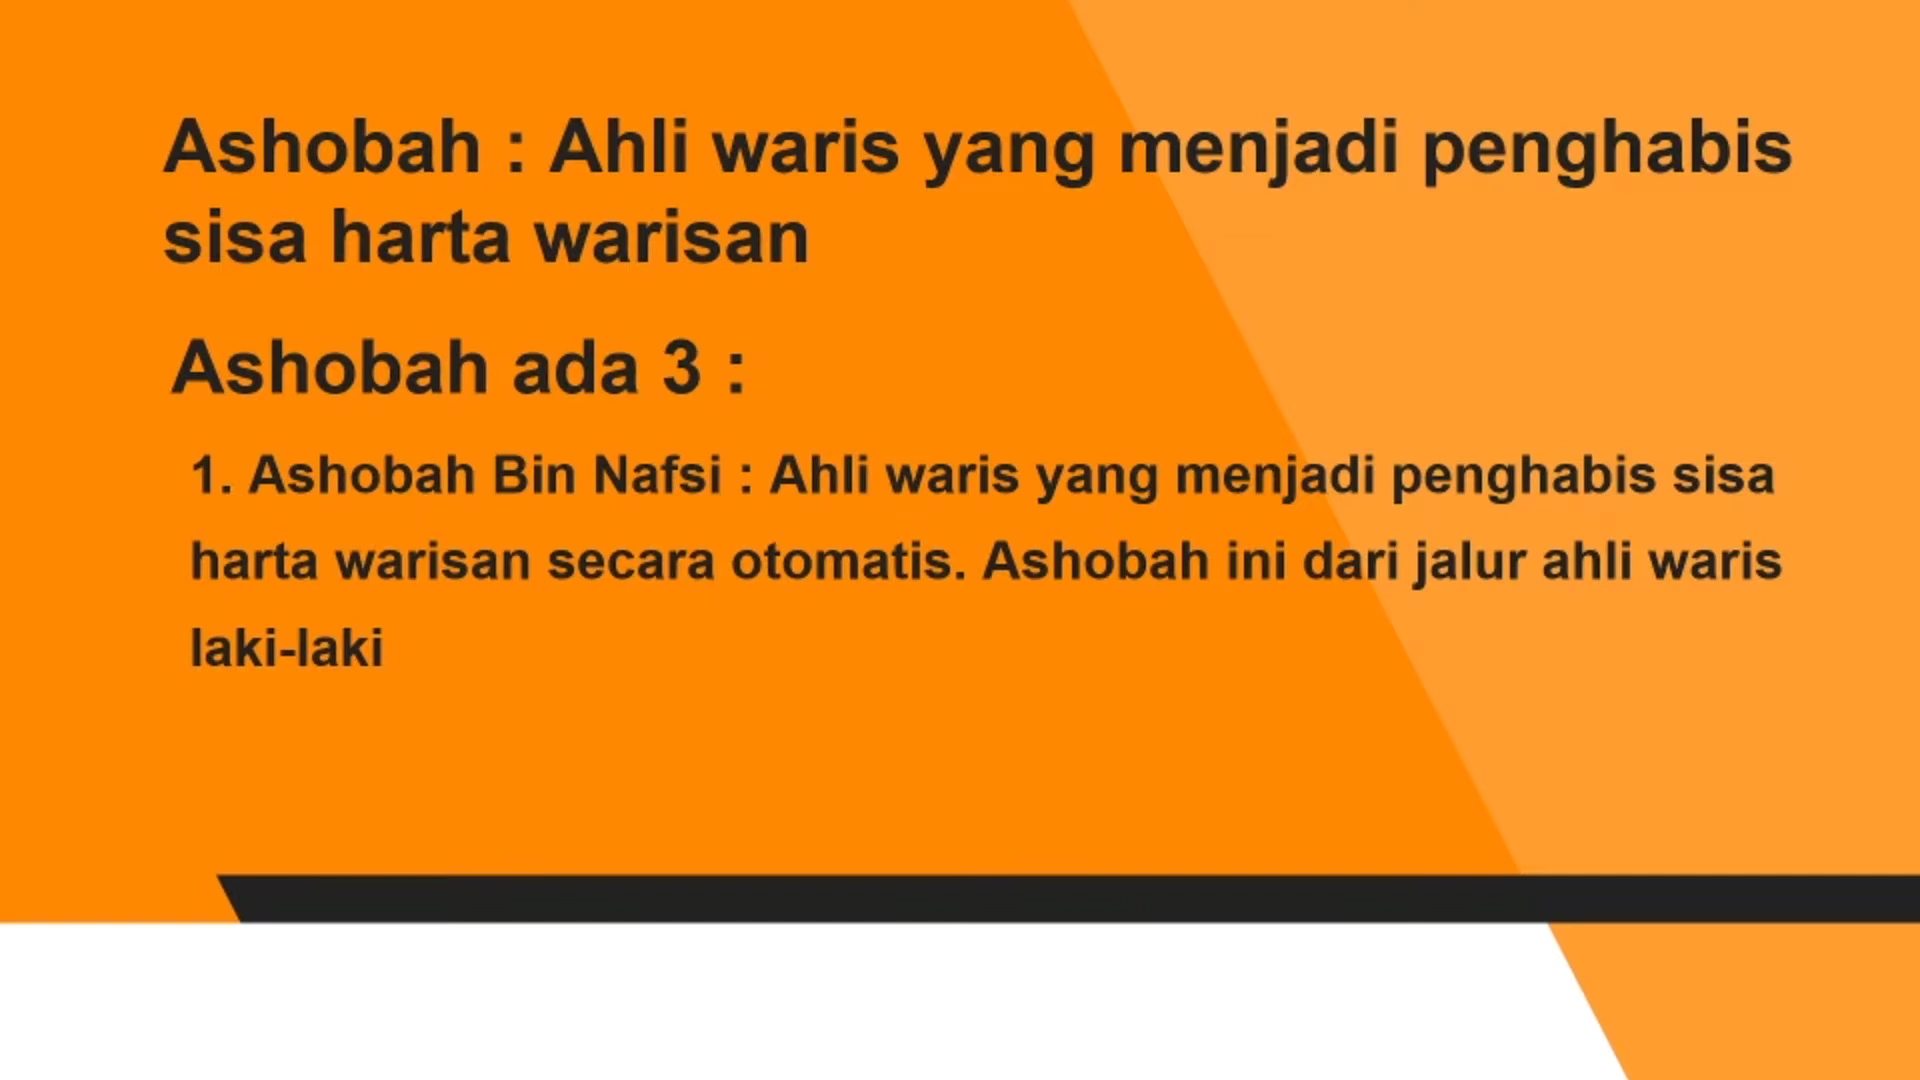 Ashobah : Ahli waris yang menjadi penghabis
sisa harta warisan
Ashobah ada 3 :
1. Ashobah Bin Nafsi : Ahli waris yang menjadi penghabis sisa
harta warisan secara otomatis. Ashobah ini dari jalur ahli waris
laki-laki